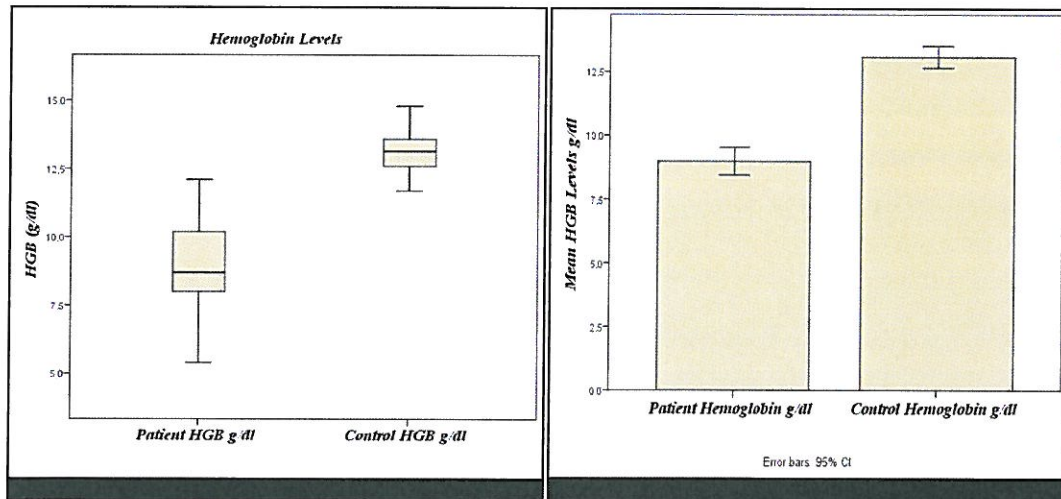 Hemoglobin Levels
HGB (g/dl)
15.0
12.5
10.0
7.5
5.0
Patient HGB g/dl
Control HGB g/dl
Mean HGB Levels g/dl
12.5
10.0
7.5
5.0
2.5
0.0
Patient Hemoglobin g/dl
Control Hemoglobin g/dl
Error bars: 95% CI